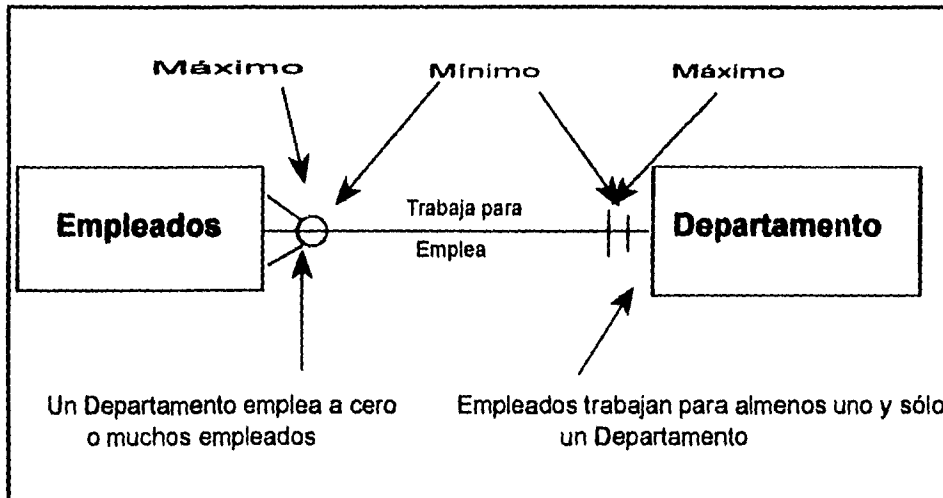 Máximo
Mínimo
Máximo
Empleados
Trabaja para
Emplea
Departamento
Un Departamento emplea a cero
o muchos empleados
Empleados trabajan para almenos uno y sólo
un Departamento